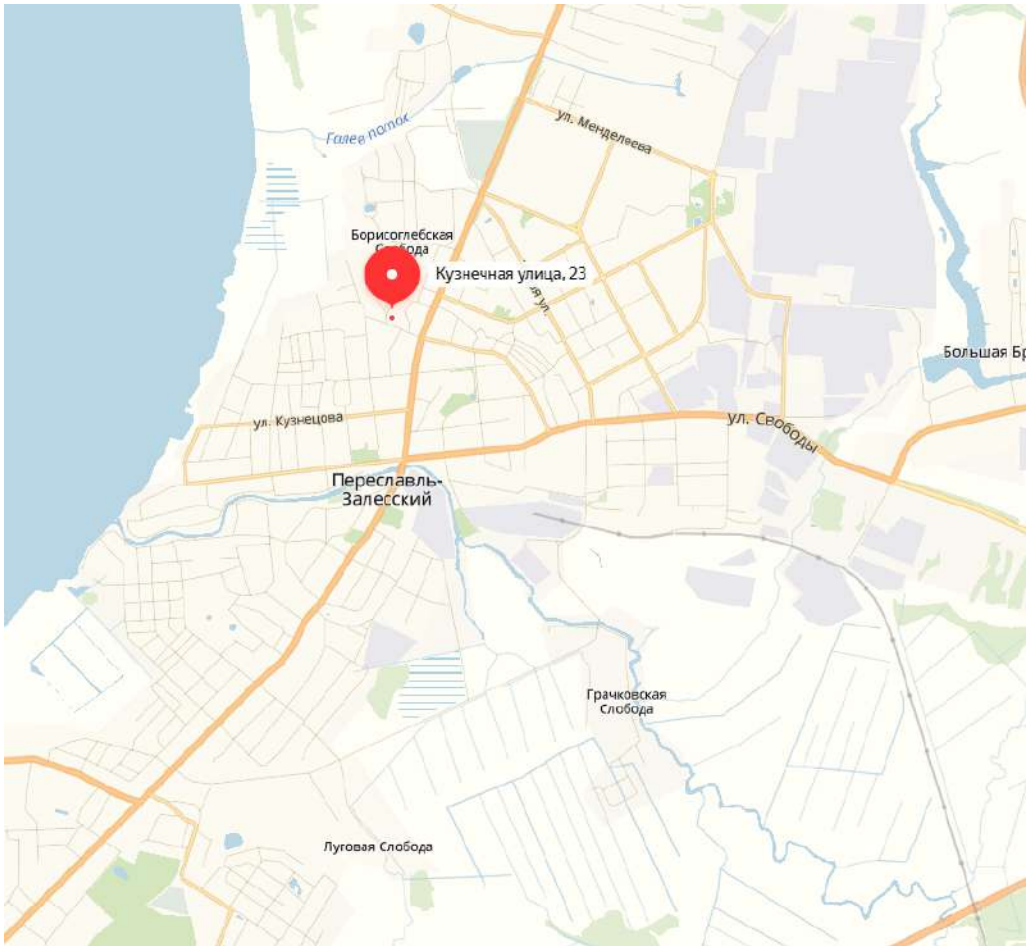 ул. Менделеева
Галев поток
Борисоглебская
Слобода
Кузнечная улица, 23
ул.
Большая Бр
ул. Кузнецова
ул. Свободы
Переславль-
Залесский
Грачковская
Слобода
Луговая Слобода